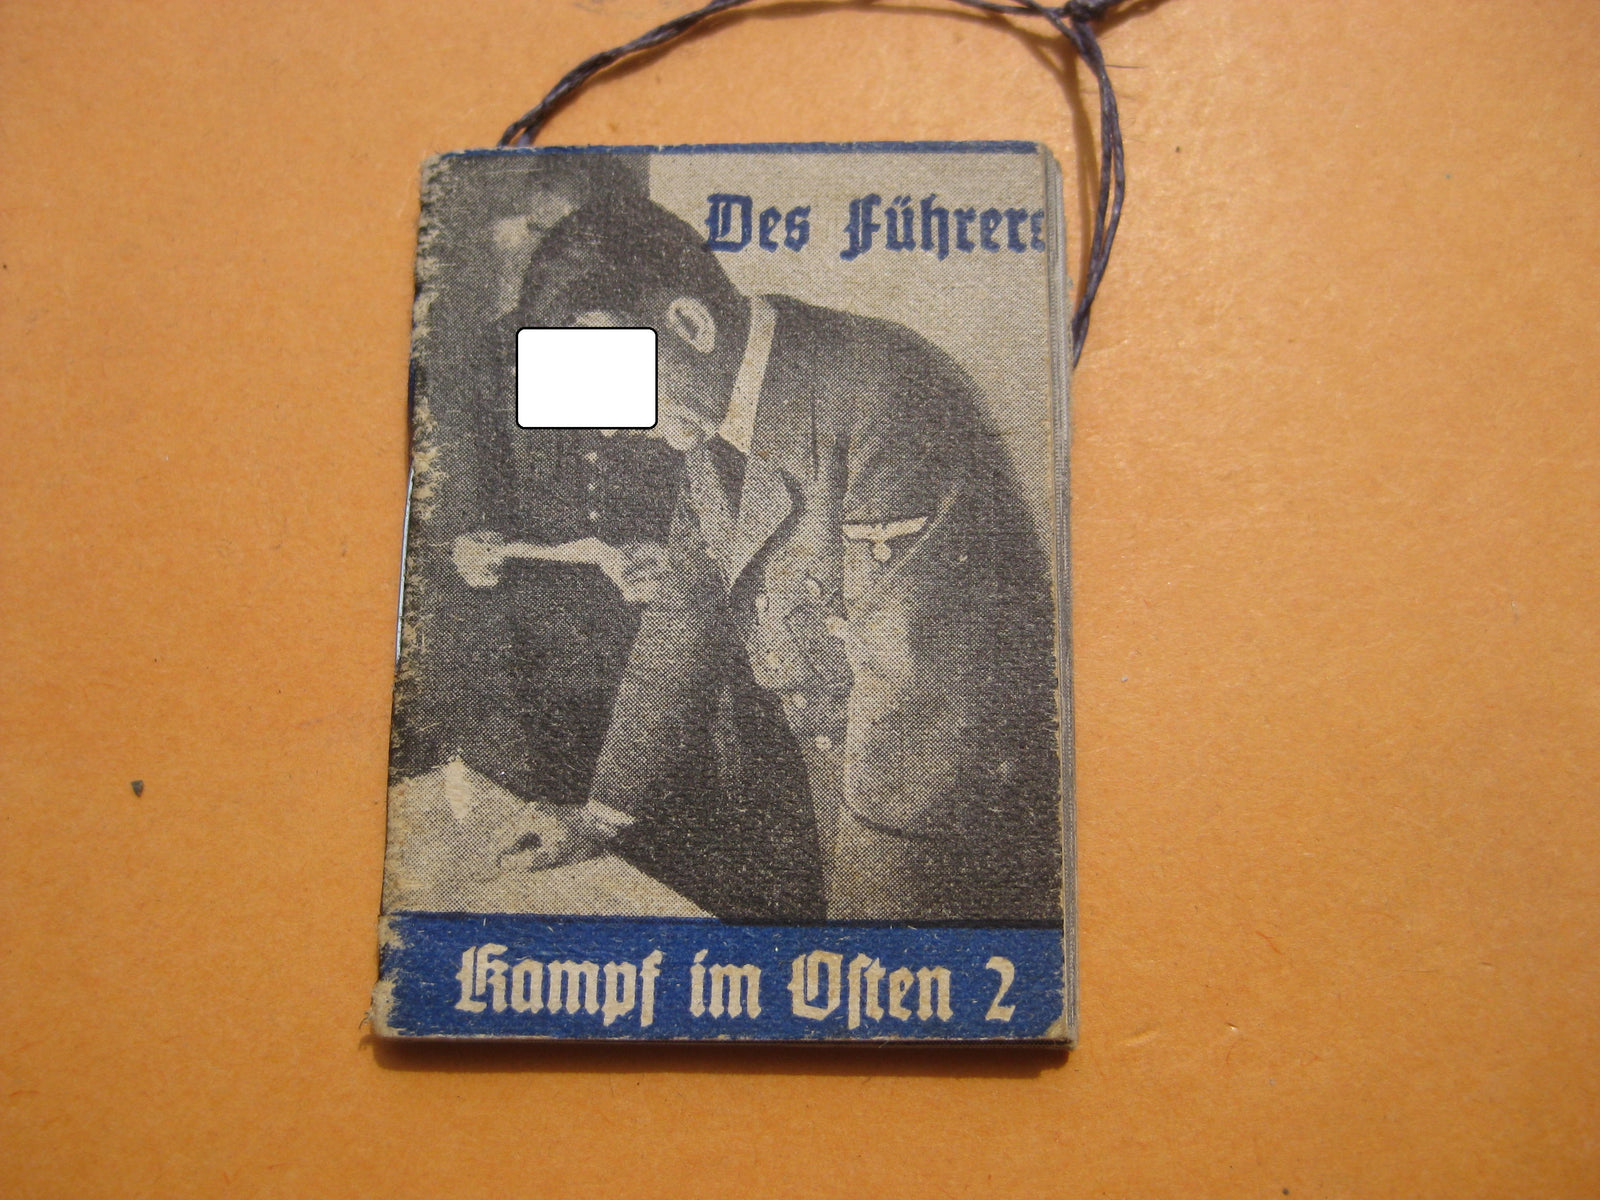 Des Führers
Kampf im Osten 2